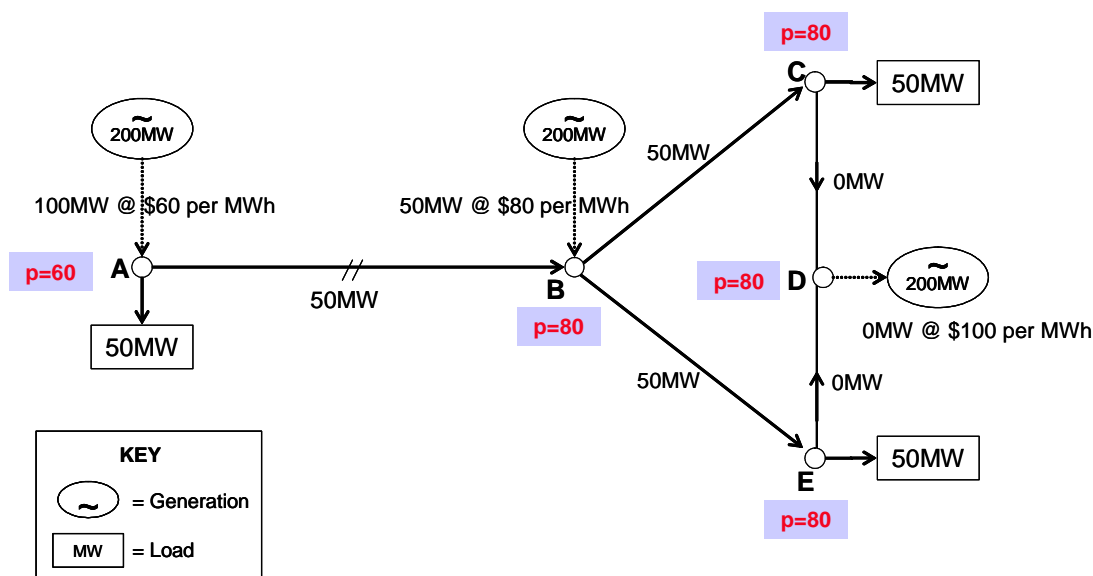 p=80
C
50MW
~
200MW
~
200MW
50MW
0MW
100MW @ $60 per MWh
50MW @ $80 per MWh
p=60
A
B
50MW
p=80
p=80
D
~
200MW
0MW @ $100 per MWh
50MW
50MW
0MW
50MW
E
p=80
KEY
~
= Generation
MW
= Load